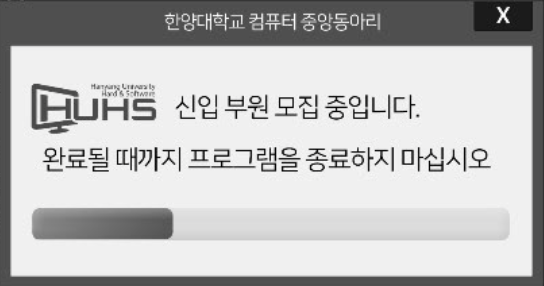 한양대학교 컴퓨터 중앙동아리
X
Hanyang University
Hard & Software
HUHS 신입 부원 모집 중입니다.
완료될 때까지 프로그램을 종료하지 마십시오